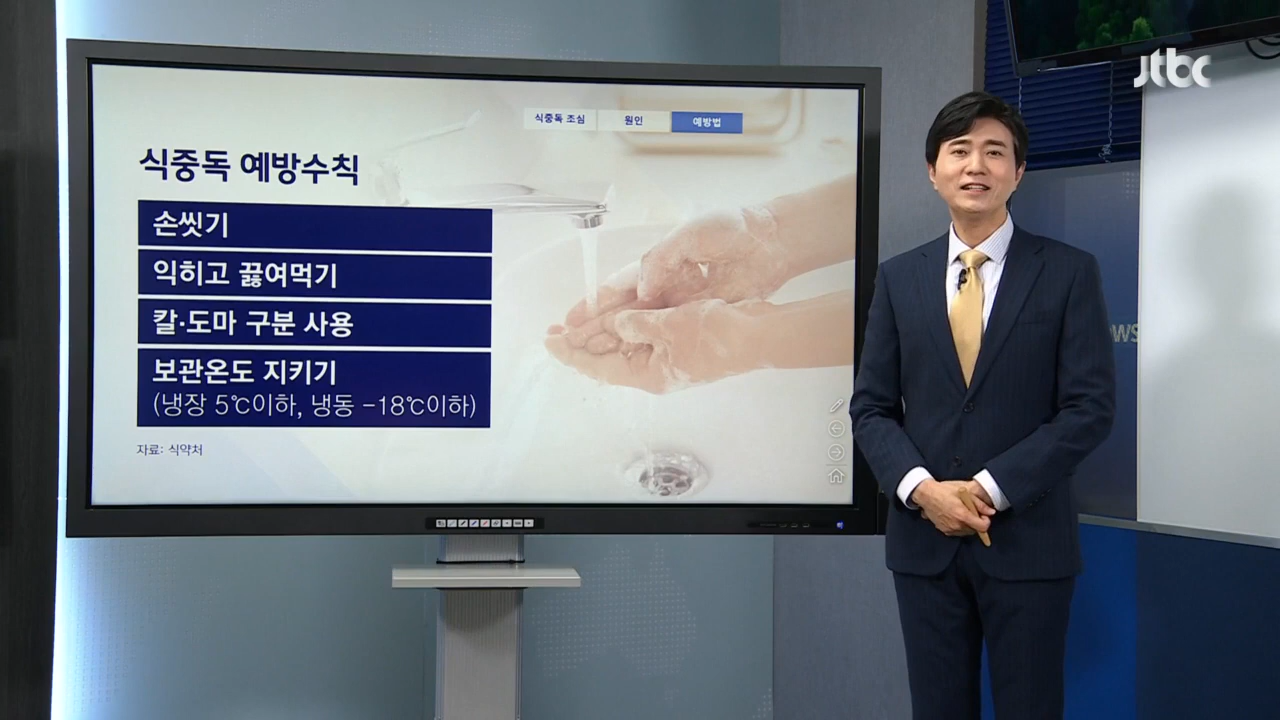 jtbc
식중독 조심 원인 예방법
식중독 예방수칙
손씻기
익히고 끓여먹기
칼·도마 구분 사용
보관온도 지키기
(냉장 5℃이하, 냉동 -18℃이하)
자료: 식약처